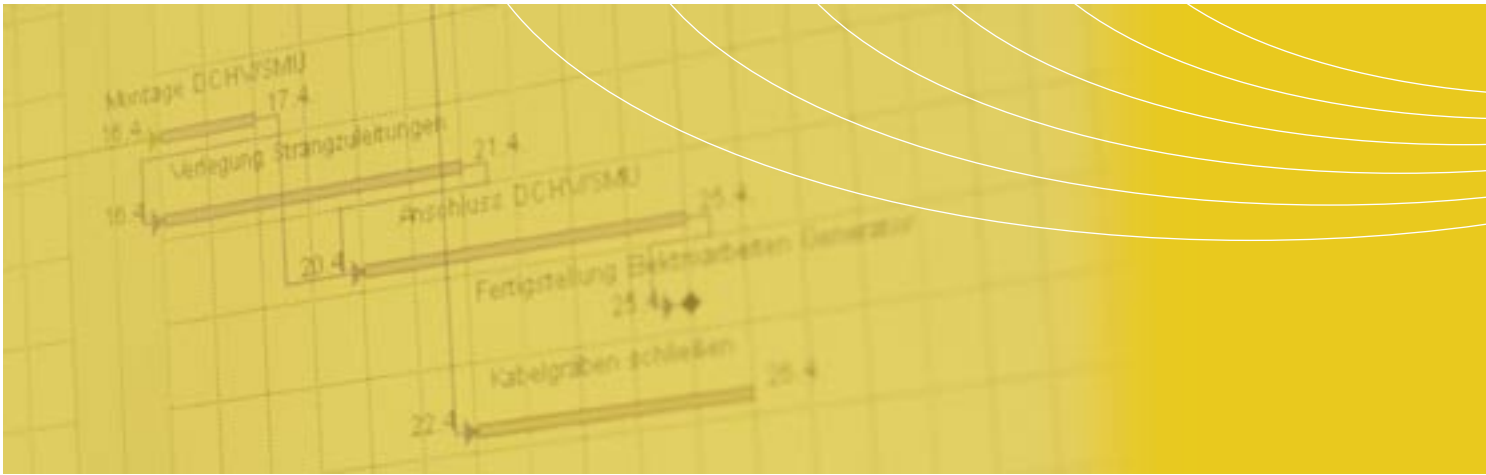 Montage DCHV/SMU
16.4. 17.4.
Verlegung Strangzuleitungen
16.4 21.4.
Anschluss DCHV/SMU
20.4 25.4.
Fertigstellung Elektroarbeiten Generator
25.4
Kabelgräben schließen
22.4